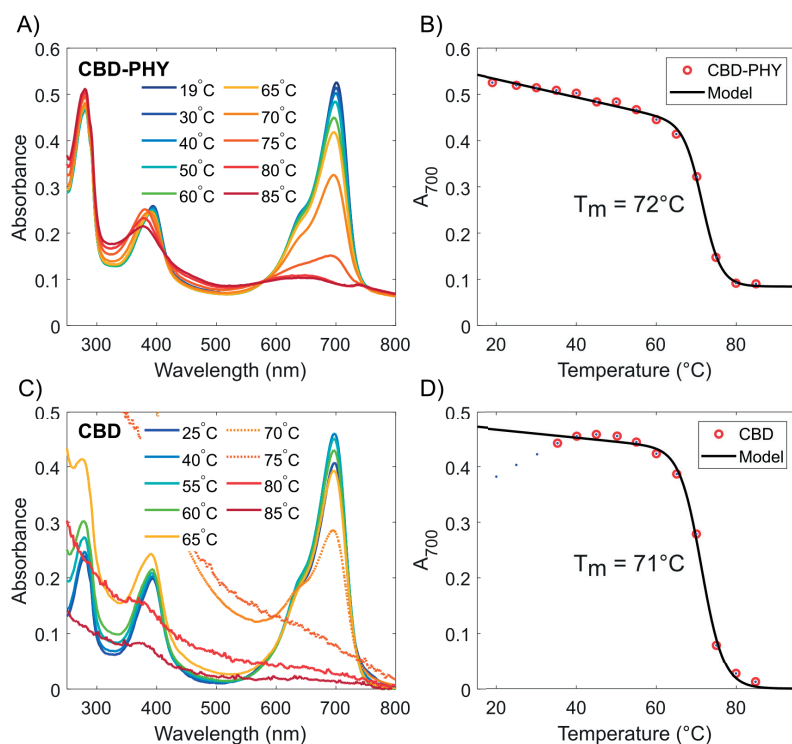 A)
CBD-PHY
19°C
30°C
40°C
50°C
60°C
65°C
70°C
75°C
80°C
85°C
0.6
0.5
0.4
0.3
0.2
0.1
0
300 400 500 600 700 800
Absorbance
Wavelength (nm)
B)
CBD-PHY
Model
Tm = 72°C
0.6
0.5
0.4
0.3
0.2
0.1
0
20 40 60 80
A700
Temperature (°C)
C)
CBD
25°C
40°C
55°C
60°C
65°C
70°C
75°C
80°C
85°C
0.5
0.4
0.3
0.2
0.1
0
300 400 500 600 700 800
Absorbance
Wavelength (nm)
D)
CBD
Model
Tm = 71°C
0.5
0.4
0.3
0.2
0.1
0
20 40 60 80
A700
Temperature (°C)